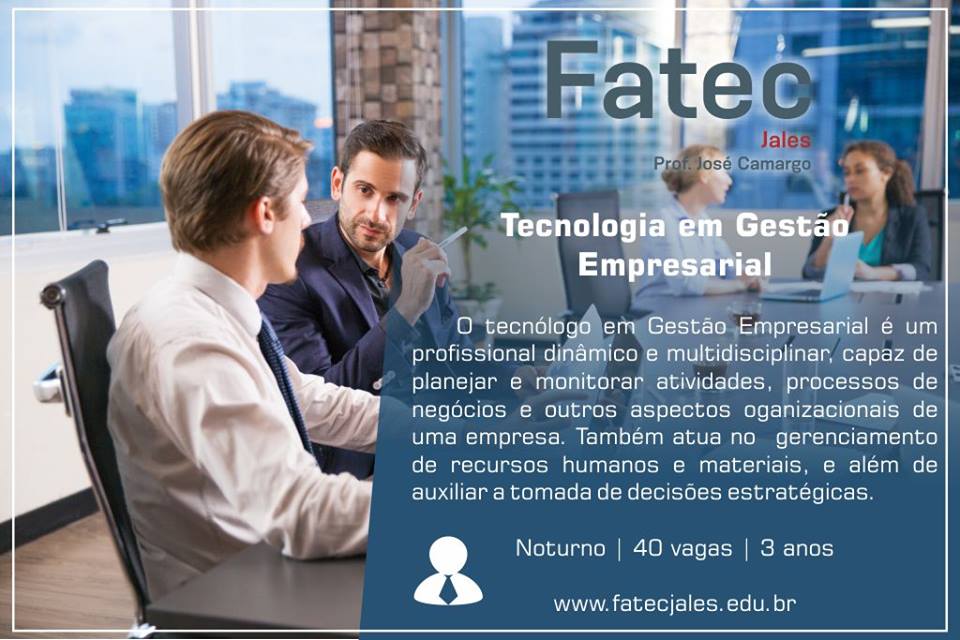 Fatec
Jales
Prof. José Camargo
Tecnologia em Gestão
Empresarial
O tecnólogo em Gestão Empresarial é um
profissional dinâmico e multidisciplinar, capaz de
planejar e monitorar atividades, processos de
negócios e outros aspectos oganizacionais de
uma empresa. Também atua no gerenciamento
de recursos humanos e materiais, e além de
auxiliar a tomada de decisões estratégicas.
Noturno | 40 vagas | 3 anos
www.fatecjales.edu.br